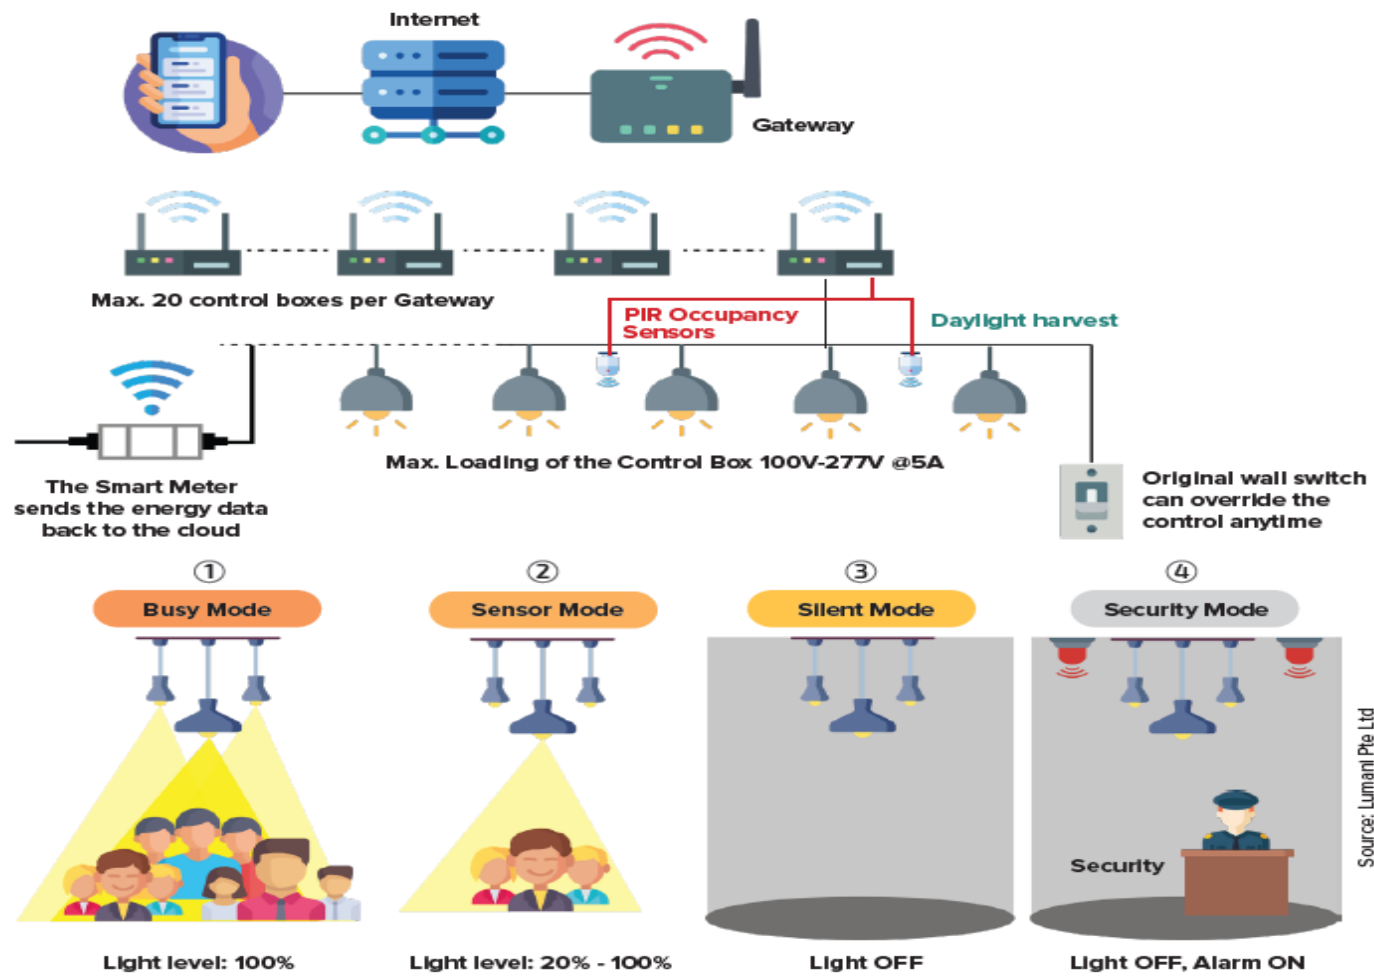 Internet
Gateway
Max. 20 control boxes per Gateway
PIR Occupancy
Sensors
Daylight harvest
Max. Loading of the Control Box 100V-277V @5A
The Smart Meter
sends the energy data
back to the cloud
Original wall switch
can override the
control anytime
①
②
③
④
Busy Mode
Sensor Mode
Silent Mode
Security Mode
Security
Light level: 100%
Light level: 20% - 100%
Light OFF
Light OFF, Alarm ON
Source: Lumani Pte Ltd